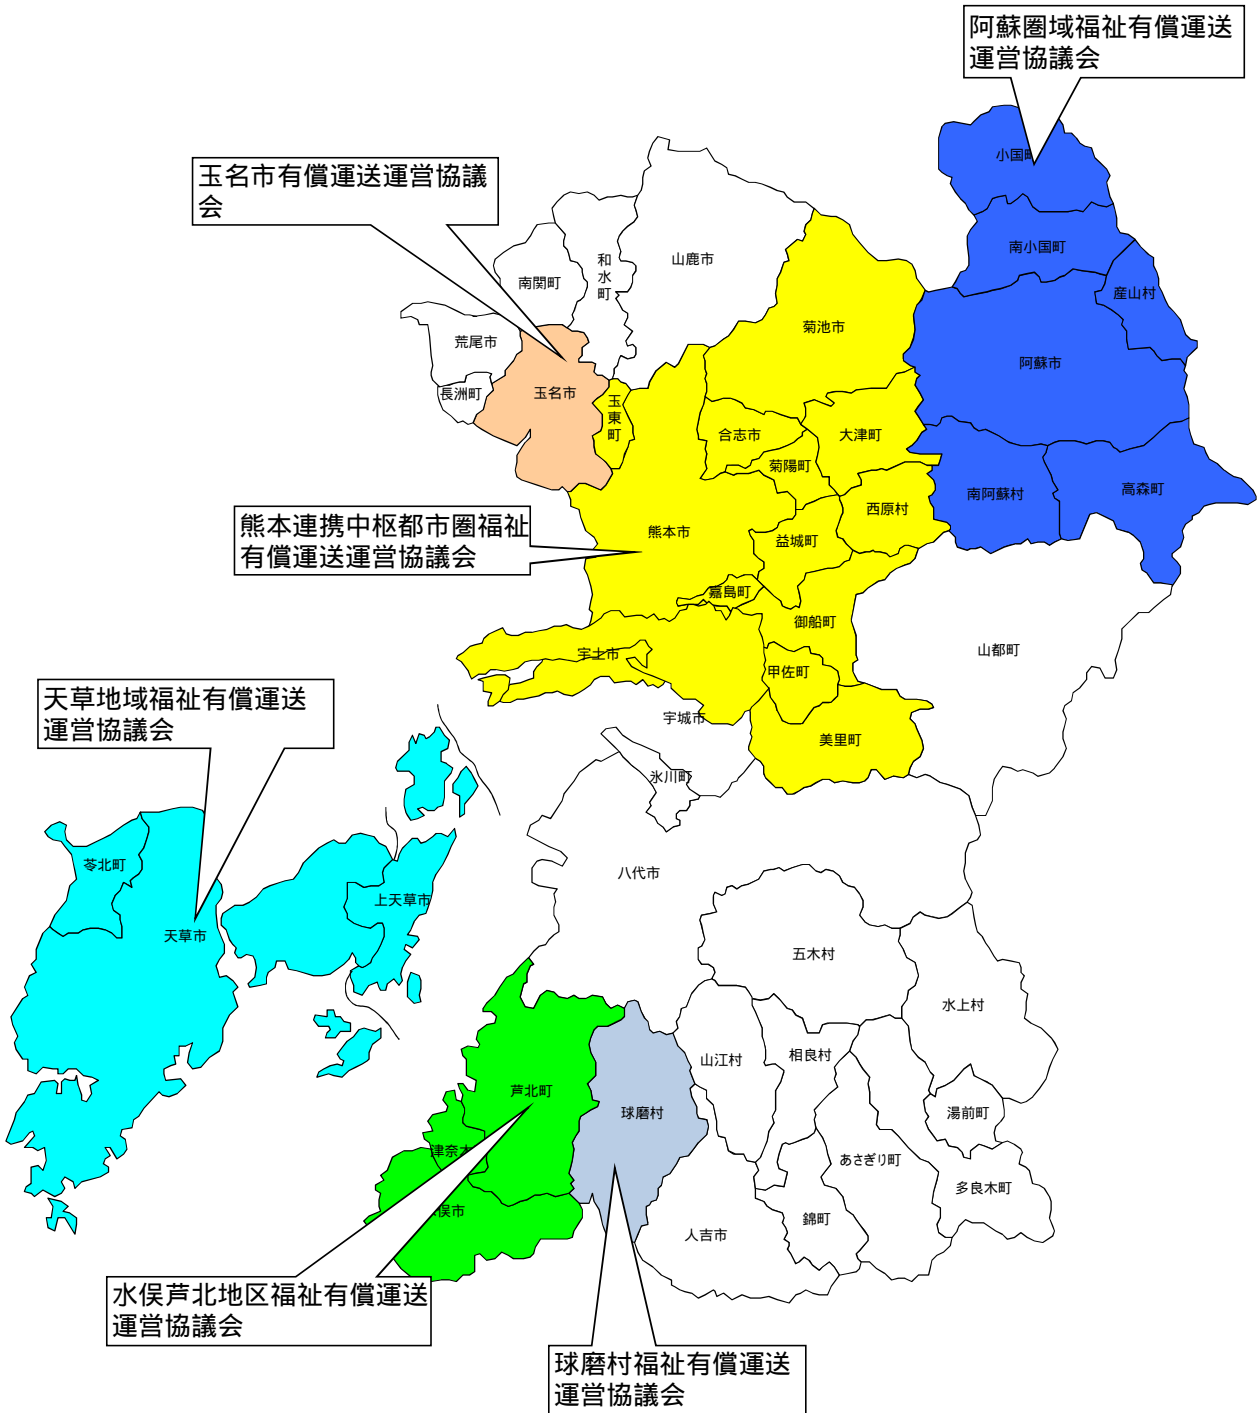 阿蘇圏域福祉有償運送
運営協議会
小国町
玉名市有償運送運営協議
会
南小国町
和水町
山鹿市
南関町
産山村
菊池市
荒尾市
阿蘇市
長洲町
玉名市
玉東町
合志市
大津町
菊陽町
南阿蘇村
高森町
西原村
熊本連携中枢都市圏福祉
有償運送運営協議会
熊本市
益城町
嘉島町
御船町
宇土市
山都町
甲佐町
天草地域福祉有償運送
運営協議会
宇城市
美里町
氷川町
苓北町
八代市
上天草市
天草市
五木村
水上村
相良村
山江村
芦北町
球磨村
湯前町
津奈木
あさぎり町
多良木町
俣市
錦町
人吉市
水俣芦北地区福祉有償運送
運営協議会
球磨村福祉有償運送
運営協議会